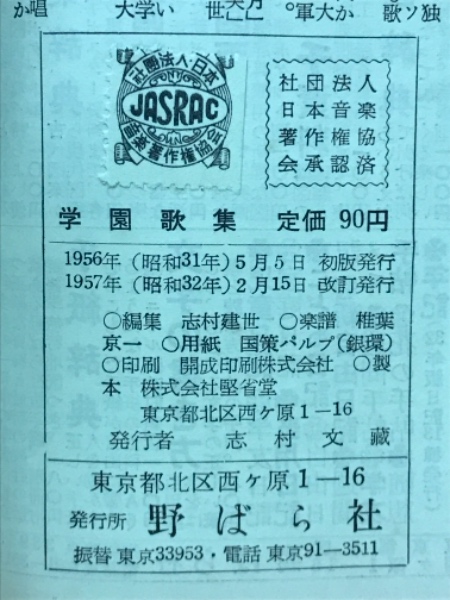 社團法人・日本
JASRAC
音楽著作権協会
社団法人
日本音楽
著作権協
会承認済
学園歌集 定価 90円
1956年（昭和31年）5月5日 初版発行
1957年（昭和32年）2月15日 改訂発行
○編集 志村建世 ○楽譜 椎葉
京一 ○用紙 国策パルプ（銀環）
○印刷 開成印刷株式会社 ○製
本 株式会社堅省堂
東京都北区西ケ原1－16
発行者 志村文藏
東京都北区西ケ原1－16
発行所 野ばら社
振替 東京33953・電話 東京91－3511